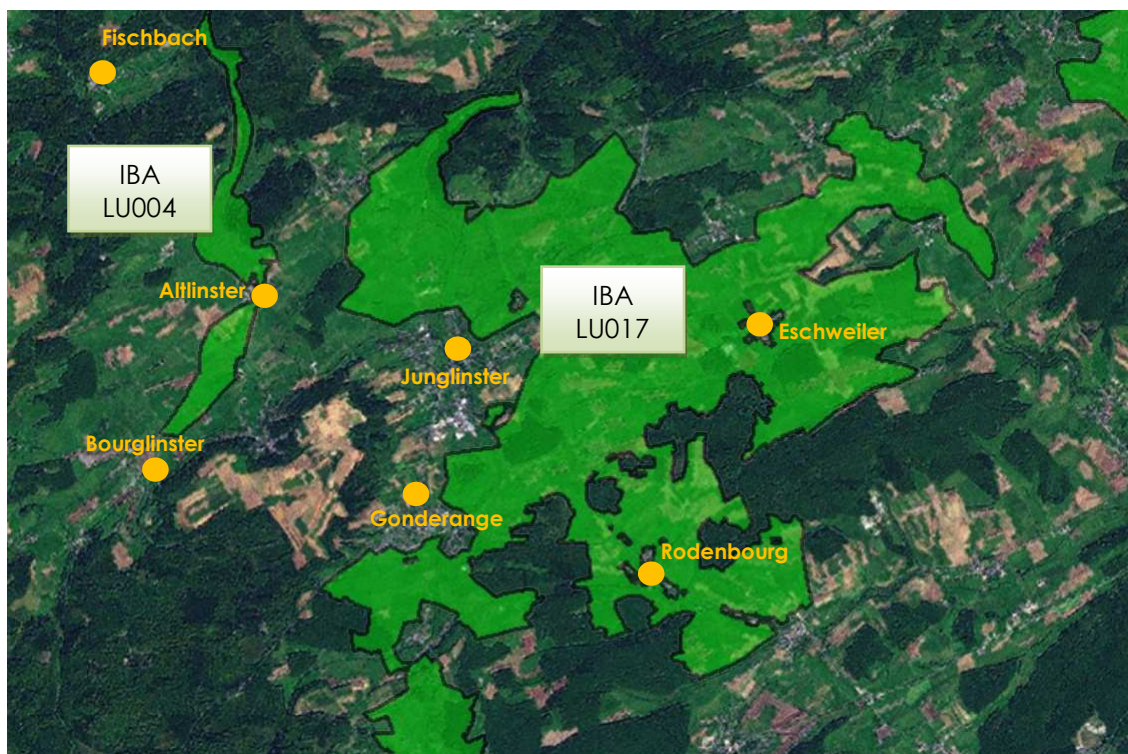 Fischbach
IBA
LU004
Altlinster
IBA
LU017
Eschweiler
Junglinster
Bourglinster
Gonderange
Rodenbourg